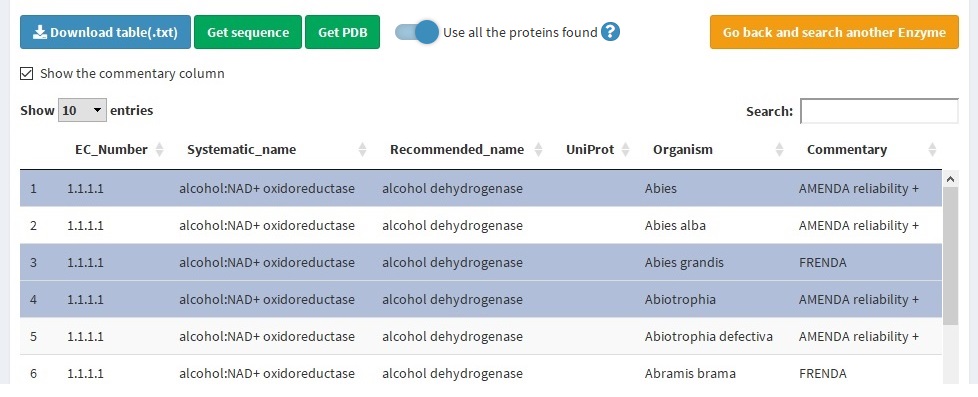 Download table(.txt) Get sequence Get PDB Use all the proteins found ? Go back and search another Enzyme
Show the commentary column
Show 10 entries Search:
EC_Number Systematic_name Recommended_name UniProt Organism Commentary
1 1.1.1.1 alcohol:NAD+ oxidoreductase alcohol dehydrogenase Abies AMENDA reliability +
2 1.1.1.1 alcohol:NAD+ oxidoreductase alcohol dehydrogenase Abies alba AMENDA reliability +
3 1.1.1.1 alcohol:NAD+ oxidoreductase alcohol dehydrogenase Abies grandis FRENDA
4 1.1.1.1 alcohol:NAD+ oxidoreductase alcohol dehydrogenase Abiotrophia AMENDA reliability +
5 1.1.1.1 alcohol:NAD+ oxidoreductase alcohol dehydrogenase Abiotrophia defectiva AMENDA reliability +
6 1.1.1.1 alcohol:NAD+ oxidoreductase alcohol dehydrogenase Abramis brama FRENDA